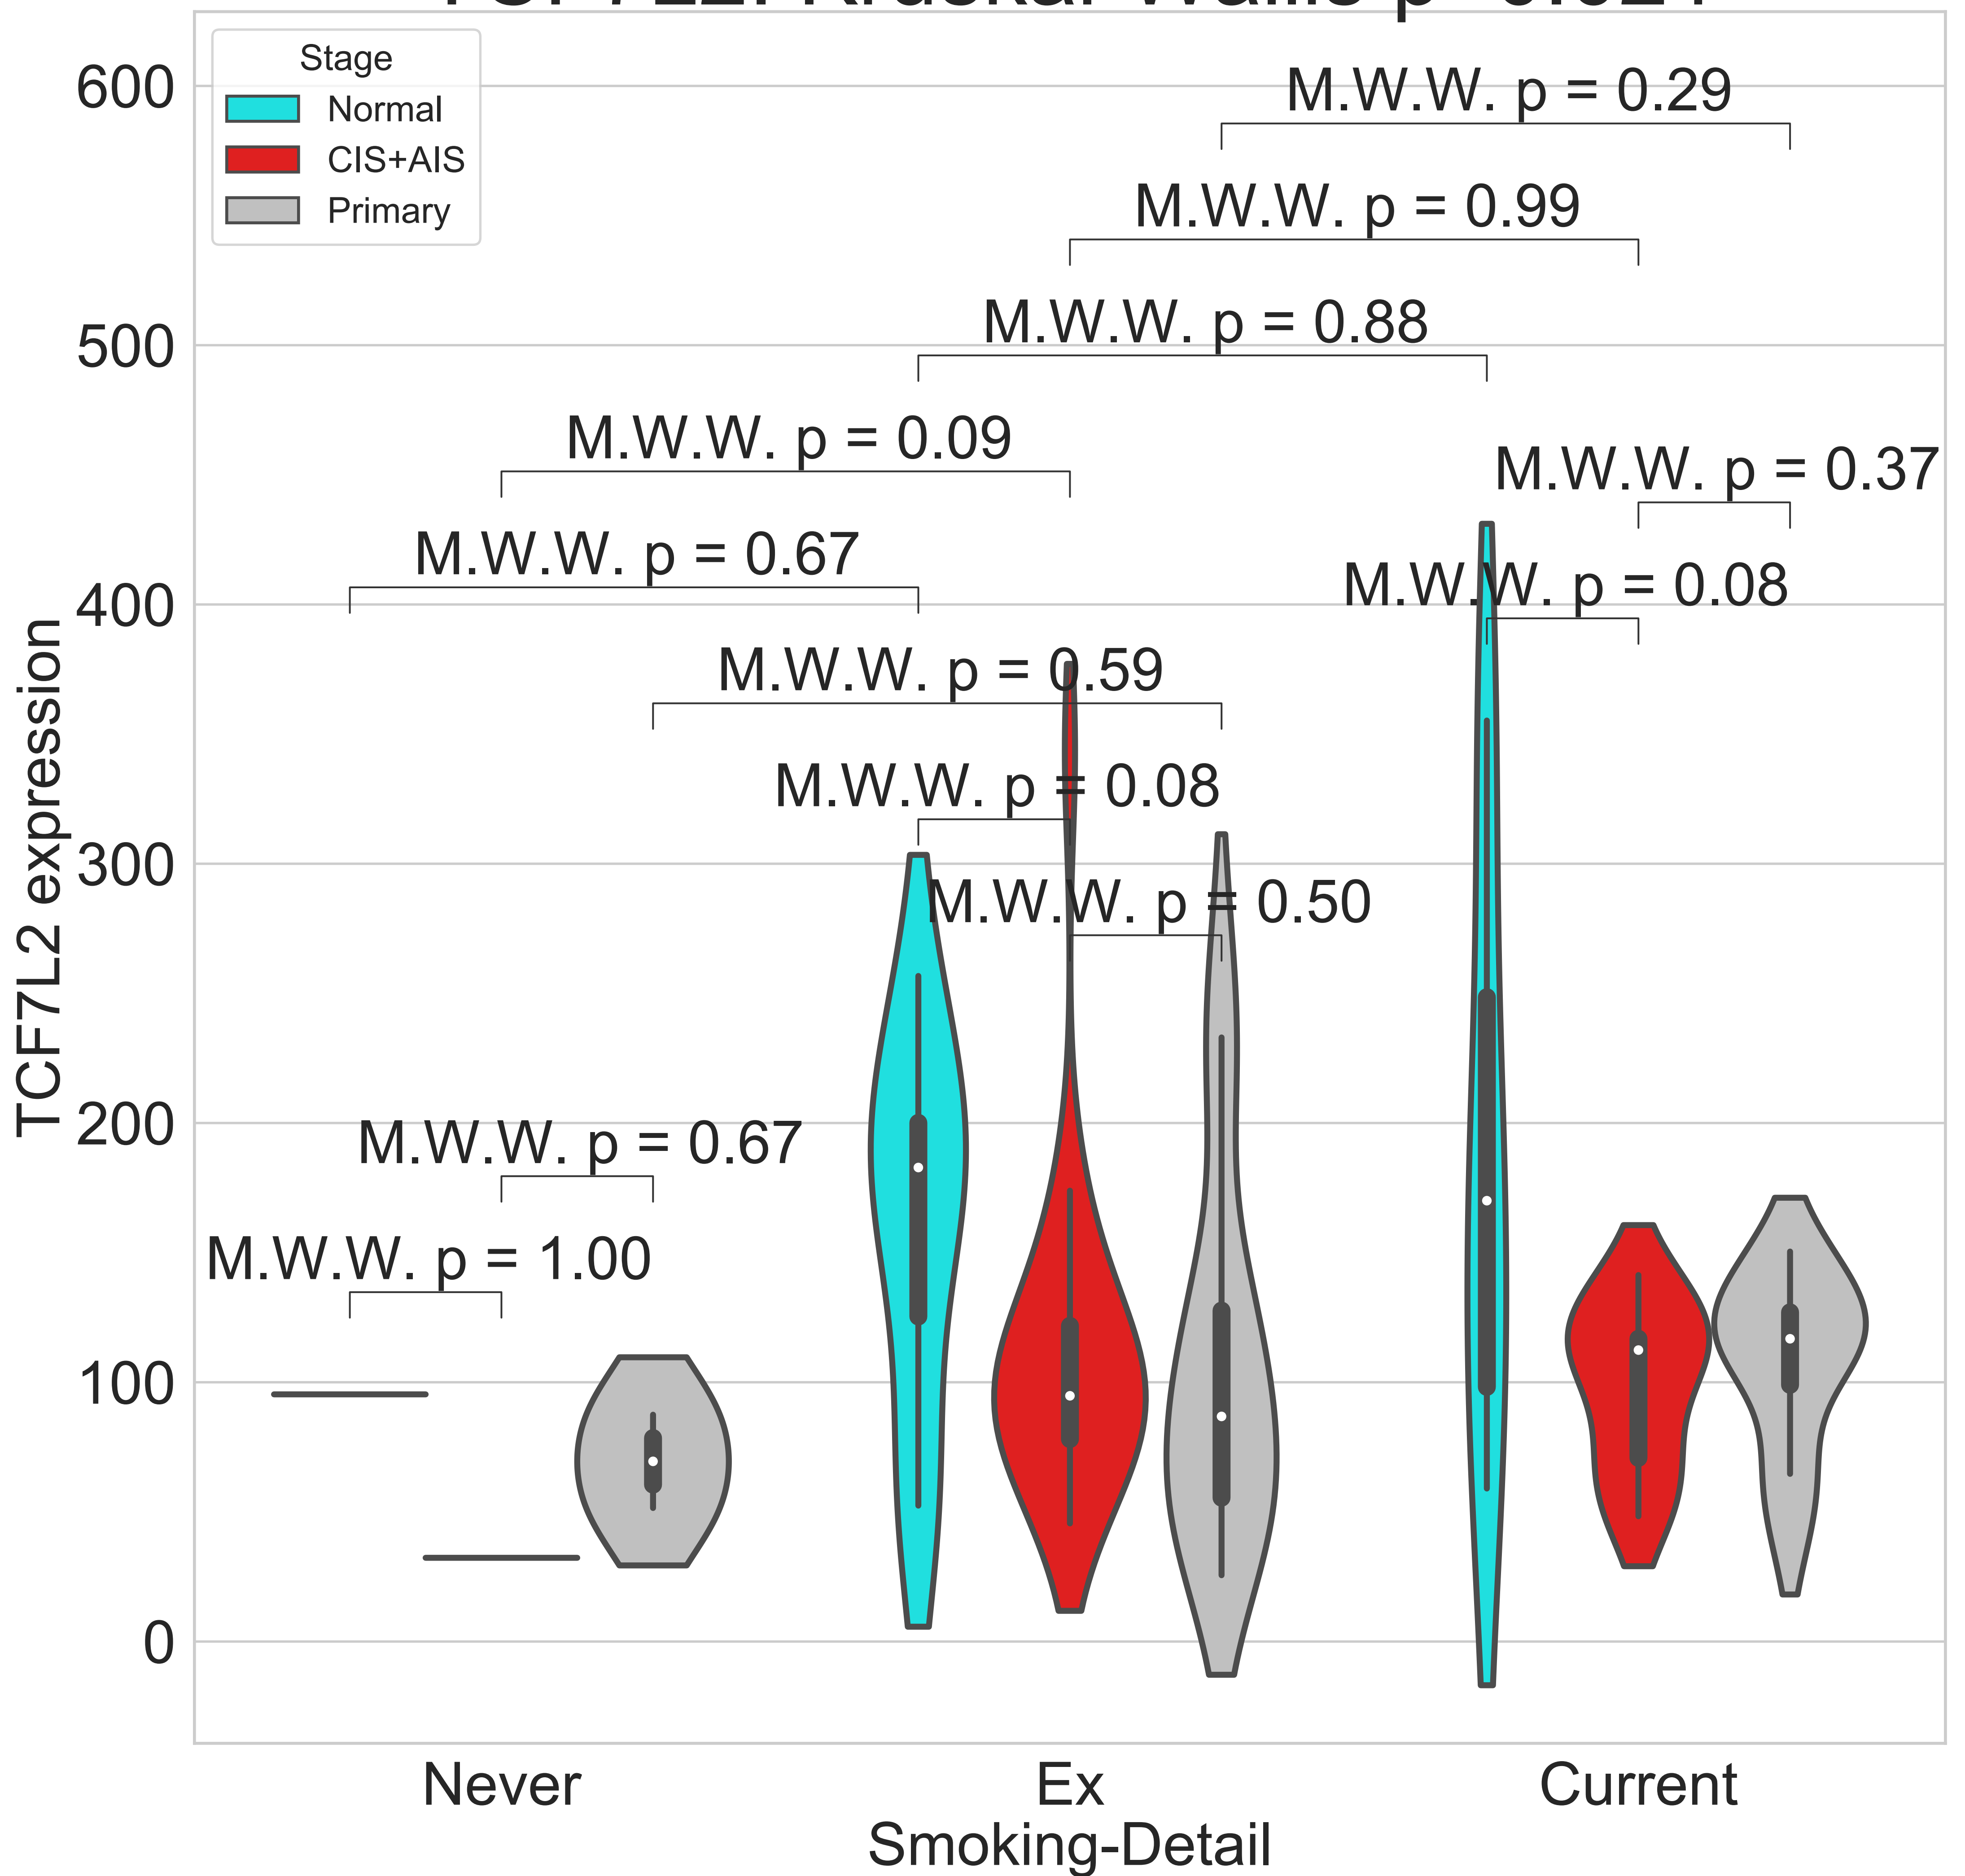 Stage
Normal
CIS+AIS
Primary
600
500
400
300
200
100
0
TCF7L2 expression
M.W.W. p = 0.29
M.W.W. p = 0.99
M.W.W. p = 0.88
M.W.W. p = 0.09
M.W.W. p = 0.37
M.W.W. p = 0.67
M.W.W. p = 0.08
M.W.W. p = 0.59
M.W.W. p = 0.08
M.W.W. p = 0.50
M.W.W. p = 0.67
M.W.W. p = 1.00
Never
Ex
Current
Smoking-Detail